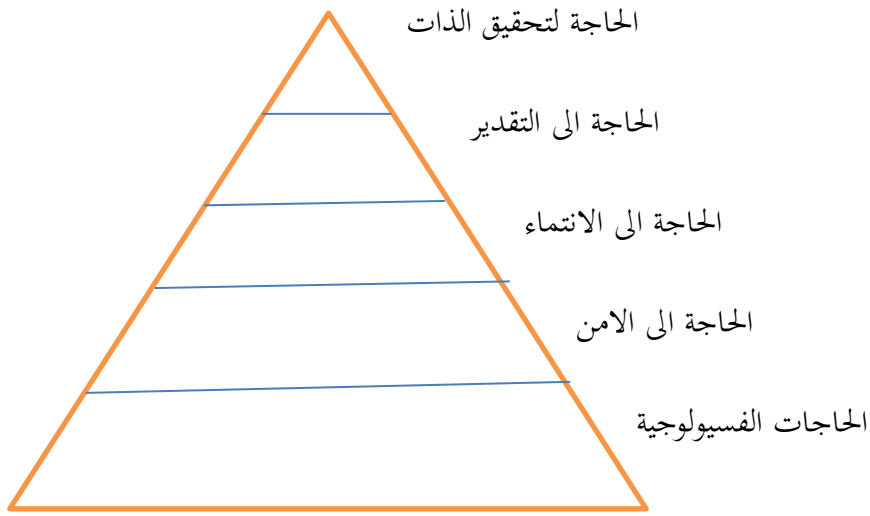 الحاجة لتحقيق الذات
الحاجة الى التقدير
الحاجة الى الانتماء
الحاجة الى الامن
الحاجات الفسيولوجية